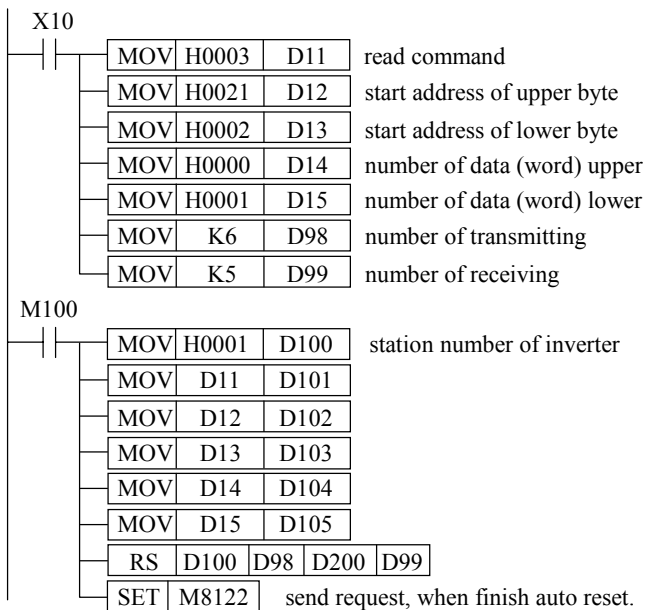 X10
MOV H0003 D11 read command
MOV H0021 D12 start address of upper byte
MOV H0002 D13 start address of lower byte
MOV H0000 D14 number of data (word) upper
MOV H0001 D15 number of data (word) lower
MOV K6 D98 number of transmitting
MOV K5 D99 number of receiving
M100
MOV H0001 D100 station number of inverter
MOV D11 D101
MOV D12 D102
MOV D13 D103
MOV D14 D104
MOV D15 D105
RS D100 D98 D200 D99
SET M8122 send request, when finish auto reset.